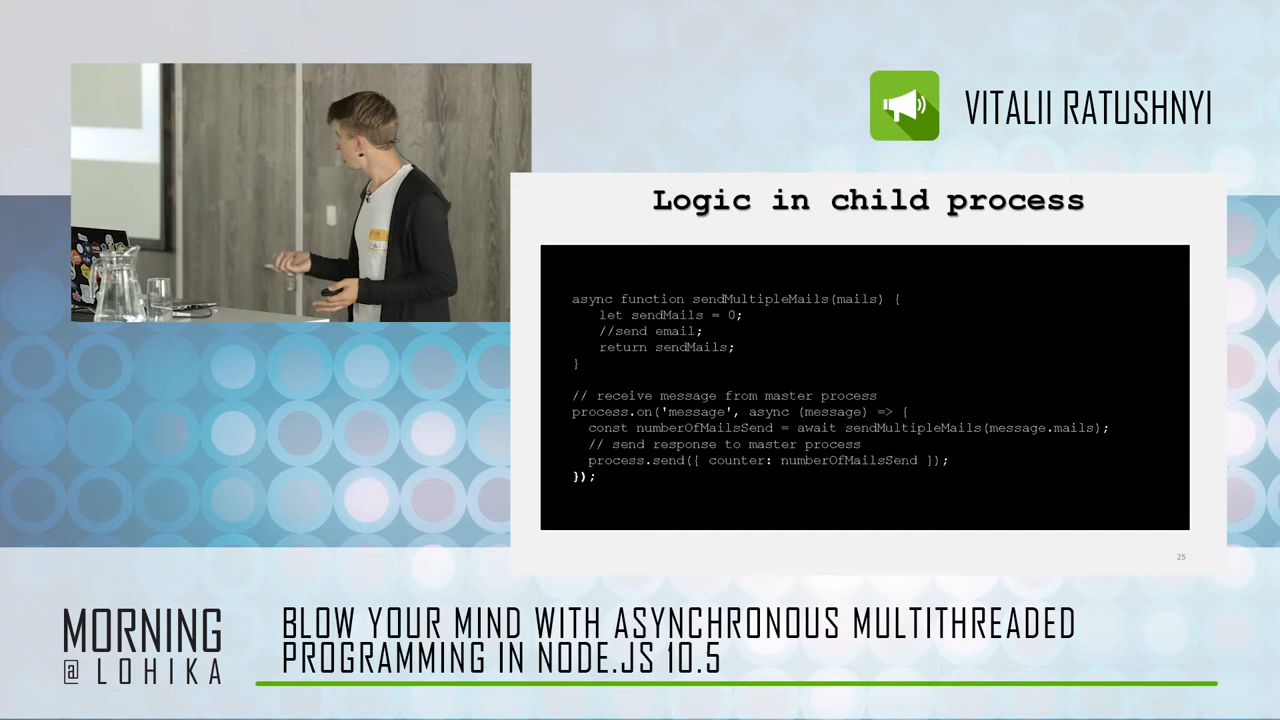 VITALII RATUSHNYI
Logic in child process
async function sendMultipleMails(mails) {
let sendMails = 0;
//send email;
return sendMails;
}
// receive message from master process
process.on('message', async (message) => {
const numberOfMailsSend = await sendMultipleMails(message.mails);
// send response to master process
process.send({ counter: numberOfMailsSend });
});
25
MORNING
@ LOHIKA
BLOW YOUR MIND WITH ASYNCHRONOUS MULTITHREADED
PROGRAMMING IN NODE.JS 10.5